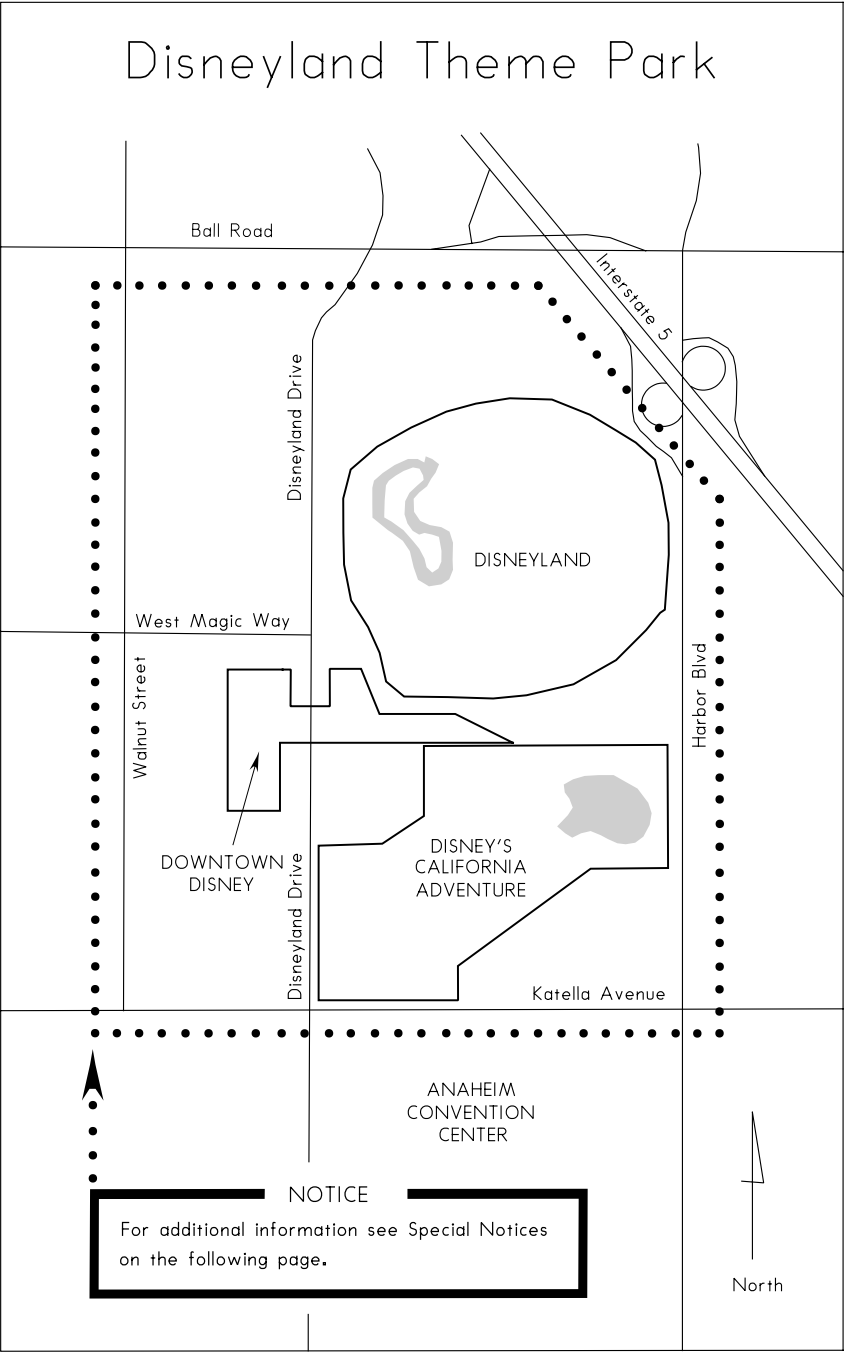 Disneyland Theme Park
Ball Road
Interstate 5
Disneyland Drive
DISNEYLAND
West Magic Way
Walnut Street
Harbor Blvd
DOWNTOWN
DISNEY
DISNEY'S
CALIFORNIA
ADVENTURE
Disneyland Drive
Katella Avenue
ANAHEIM
CONVENTION
CENTER
NOTICE
For additional information see Special Notices
on the following page.
North